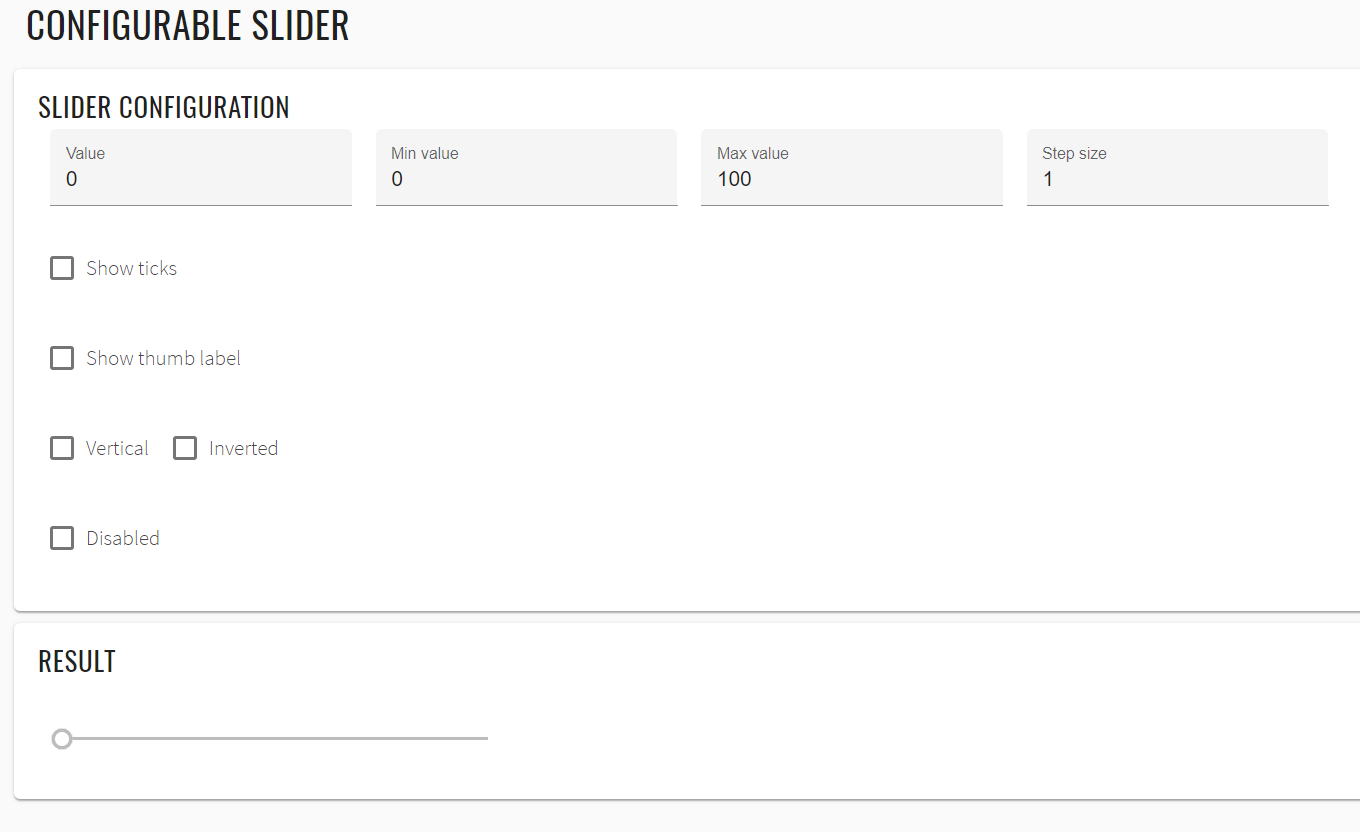 CONFIGURABLE SLIDER
SLIDER CONFIGURATION
Value
0
Min value
0
Max value
100
Step size
1
Show ticks
Show thumb label
Vertical
Inverted
Disabled
RESULT